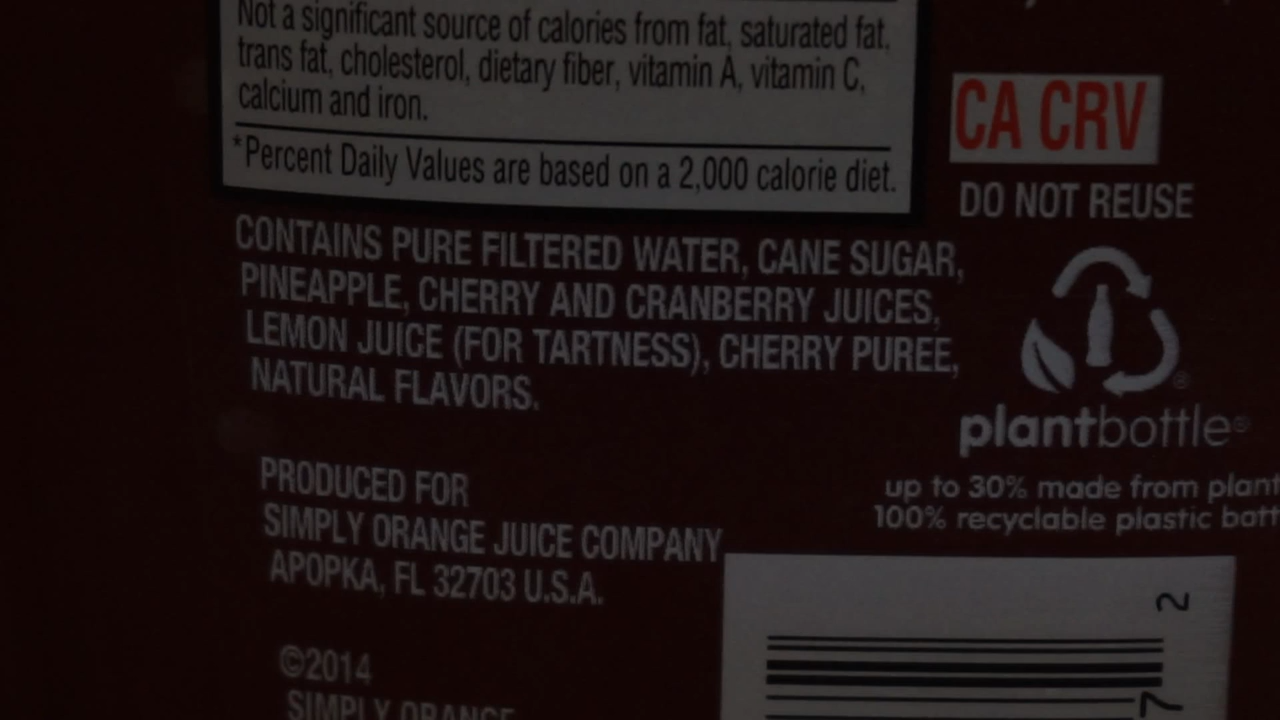 Not a significant source of calories from fat, saturated fat,
trans fat, cholesterol, dietary fiber, vitamin A, vitamin C,
calcium and iron.
*Percent Daily Values are based on a 2,000 calorie diet.
CONTAINS PURE FILTERED WATER, CANE SUGAR,
PINEAPPLE, CHERRY AND CRANBERRY JUICES,
LEMON JUICE (FOR TARTNESS), CHERRY PUREE,
NATURAL FLAVORS.
PRODUCED FOR
SIMPLY ORANGE JUICE COMPANY
APOPKA, FL 32703 U.S.A.
©2014
SIMPLY ORANGE
CA CRV
DO NOT REUSE
®
plantbottle®
up to 30% made from plant
100% recyclable plastic bott
2
7